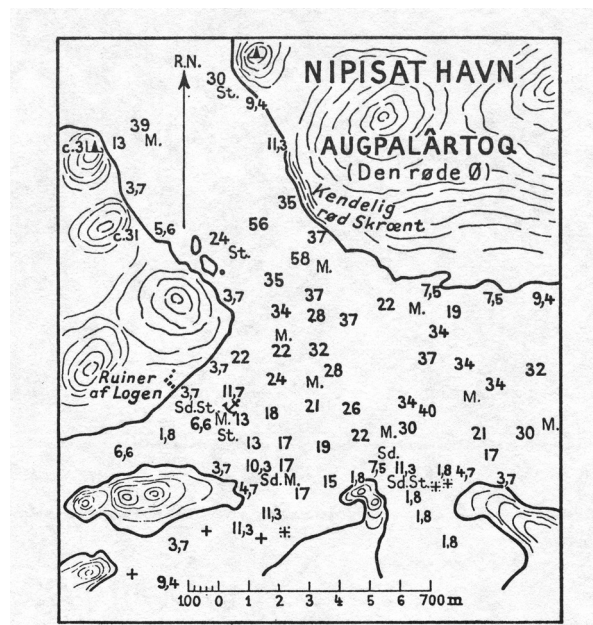 R.N.
NIPISAT HAVN
30
St.
9,4
AUGPALÂRTOQ
(Den røde Ø)
39
M.
13
c.31
11,3
Kendelig
rød Skrænt
3,7
35
56
5,6
24
St.
c.31
37
58
M.
35
3,7
37
7,5
22
M.
19
7,5
9,4
34
28
37
34
M.
22
22
32
37
34
32
3,7
Ruiner
af Logen
24
28
M.
34
M.
3,7
11,7
Sd.St.
M.
13
18
21
26
34
40
6,6
St.
1,8
22
M.
30
21
30
M.
6,6
13
17
19
Sd.
17
3,7
10,3
17
Sd.M.
15
1,8
7,5
11,3
Sd.St.
1,8
4,7
3,7
4,7
17
1,8
11,3
1,8
11,3
3,7
1,8
9,4
100 0 1 2 3 4 5 6 700 m